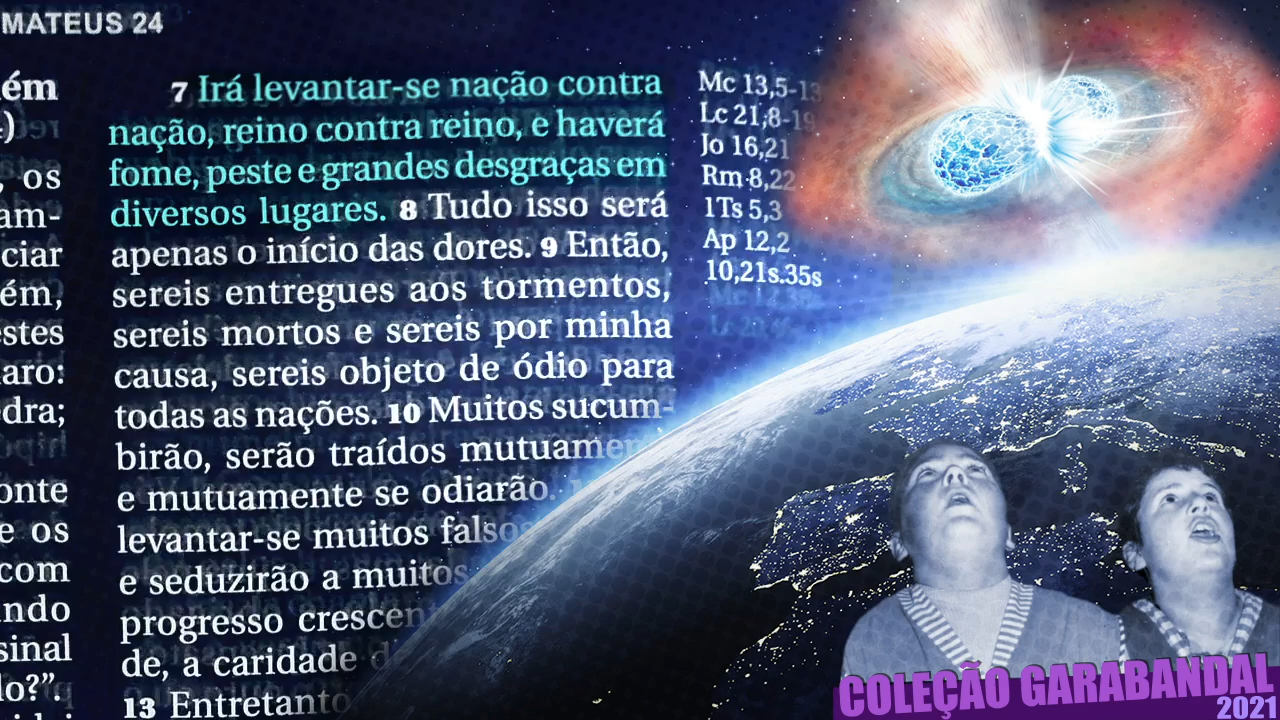 MATEUS 24
ém
)
, os
am-
ciar
ém,
estes
aro:
dra;
onte
e os
com
ndo
sinal
lo?”.
7 Irá levantar-se nação contra
nação, reino contra reino, e haverá
fome, peste e grandes desgraças em
diversos lugares. 8 Tudo isso será
apenas o início das dores. 9 Então,
sereis entregues aos tormentos,
sereis mortos e sereis por minha
causa, sereis objeto de ódio para
todas as nações. 10 Muitos sucum-
birão, serão traídos mutuamen
e mutuamente se odiarão.
levantar-se muitos falsos
e seduzirão a muitos
progresso crescent
de, a caridade d
13 Entretanto
Mc 13,5-13
Lc 21,8-19
Jo 16,21
Rm 8,22
1Ts 5,3
Ap 12,2
10,21s.35s
COLEÇÃO GARABANDAL
2021